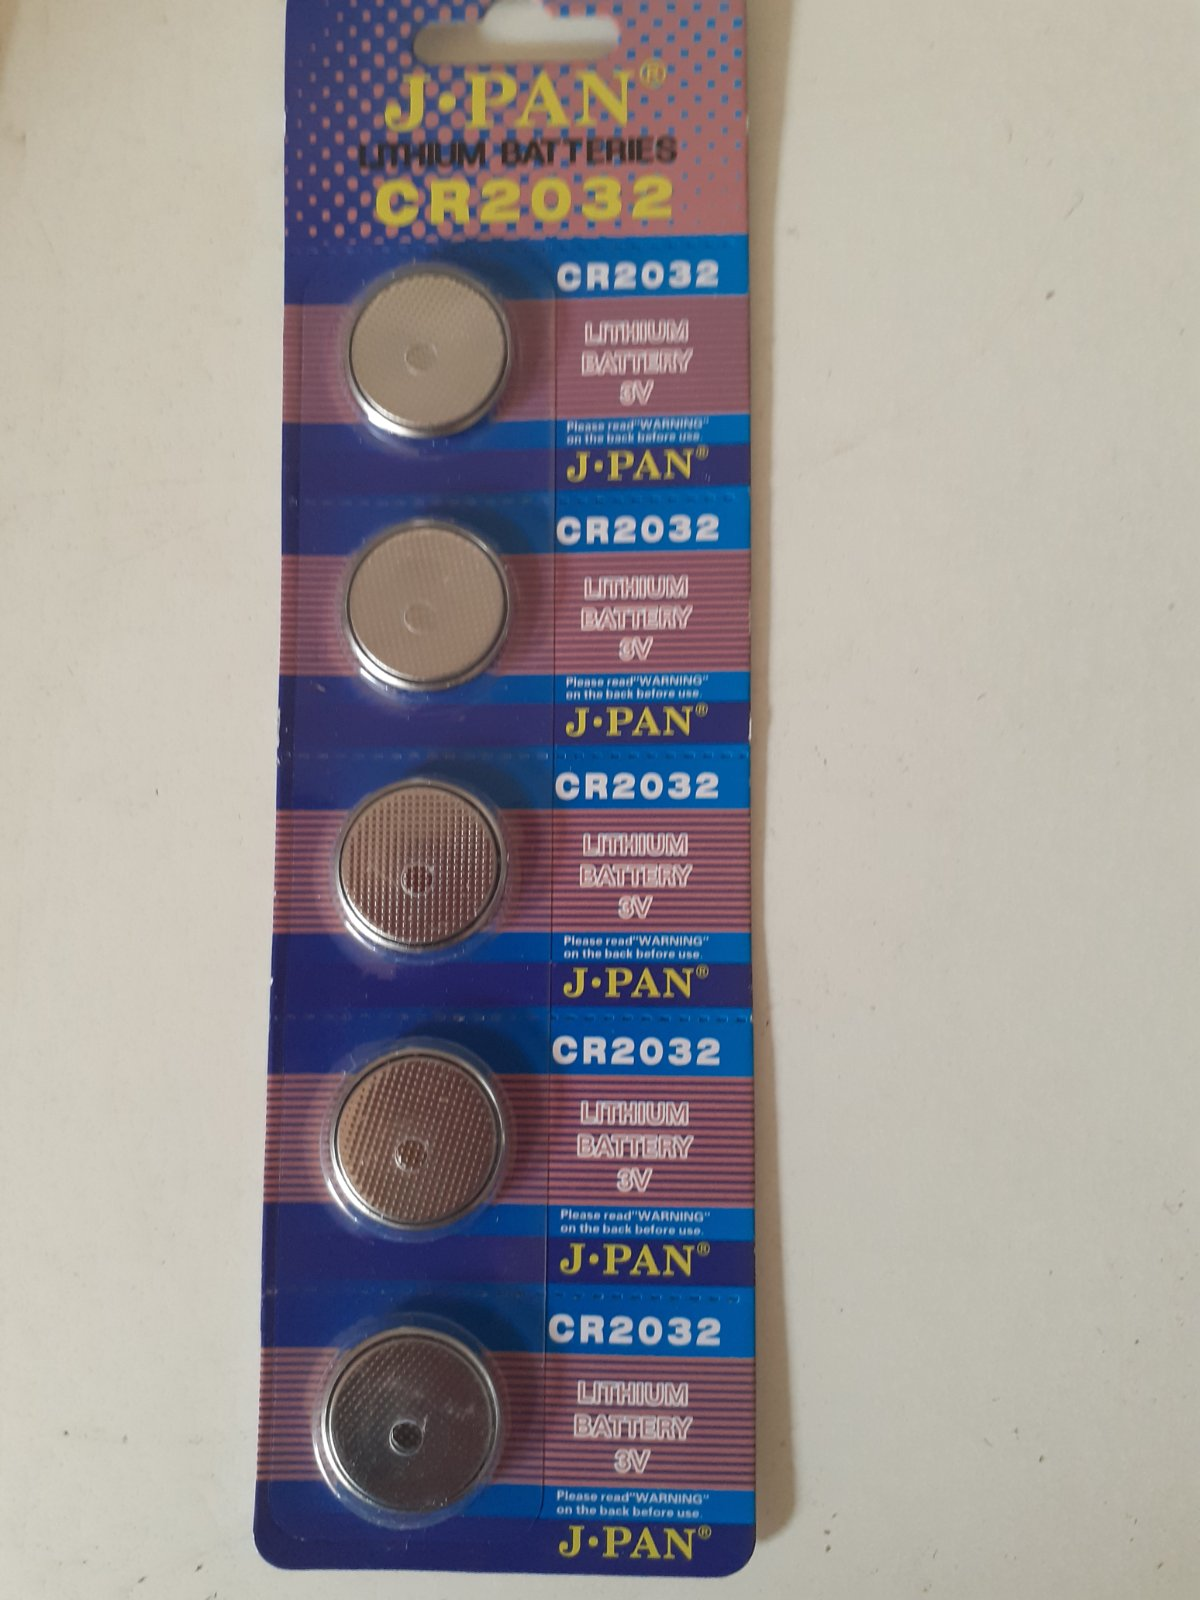 J·PAN®
LITHIUM BATTERIES
CR2032
CR2032
LITHIUM
BATTERY
3V
Please read"WARNING"
on the back before use.
J·PAN®
CR2032
LITHIUM
BATTERY
3V
Please read"WARNING"
on the back before use.
J·PAN®
CR2032
LITHIUM
BATTERY
3V
Please read"WARNING"
on the back before use.
J·PAN®
CR2032
LITHIUM
BATTERY
3V
Please read"WARNING"
on the back before use.
J·PAN®
CR2032
LITHIUM
BATTERY
3V
Please read"WARNING"
on the back before use.
J·PAN®